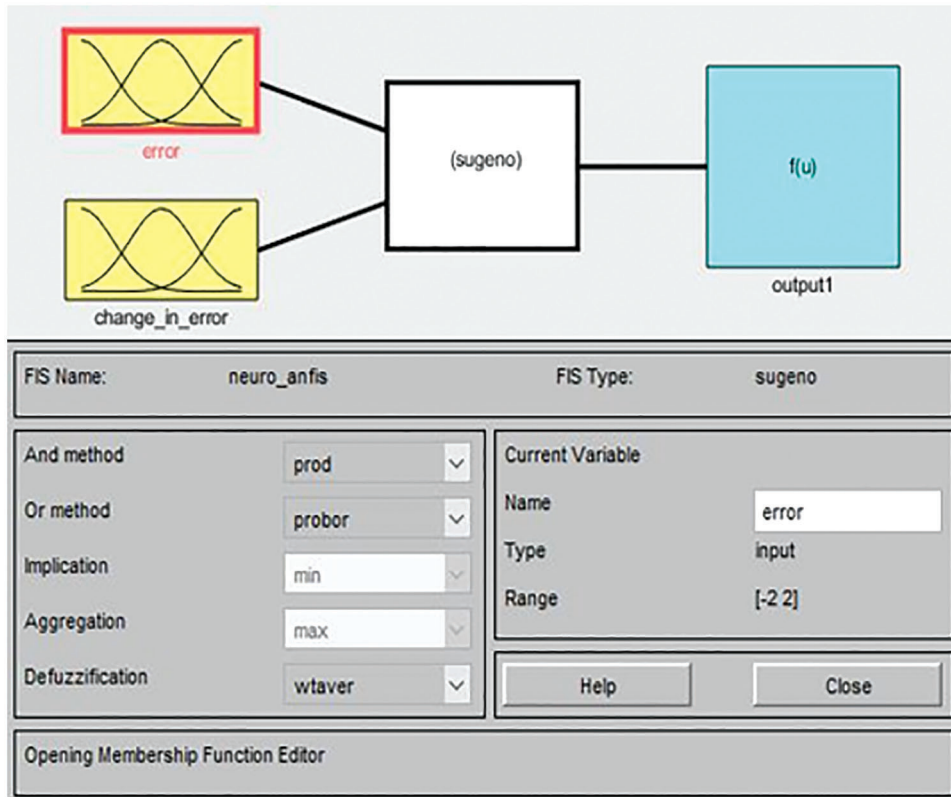 error
(sugeno)
f(u)
change_in_error
output1
FIS Name: neuro_anfis FIS Type: sugeno
And method prod
Or method probor
Implication min
Aggregation max
Defuzzification wtaver
Current Variable
Name error
Type input
Range [-2 2]
Help Close
Opening Membership Function Editor